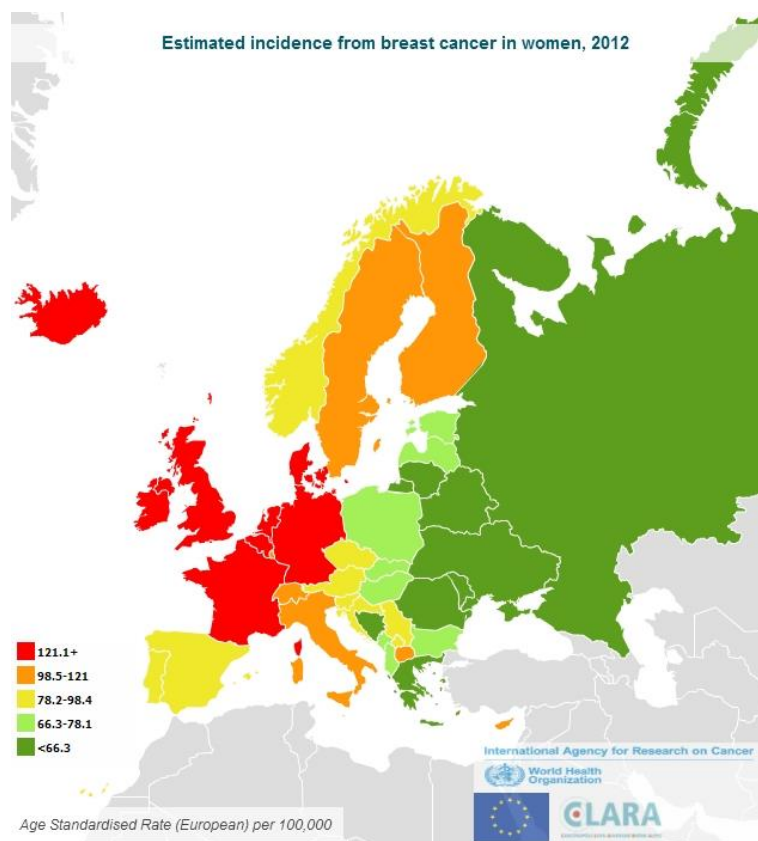 Estimated incidence from breast cancer in women, 2012
121.1+
98.5-121
78.2-98.4
66.3-78.1
<66.3
International Agency for Research on Cancer
World Health
Organization
CLARA
Age Standardised Rate (European) per 100,000